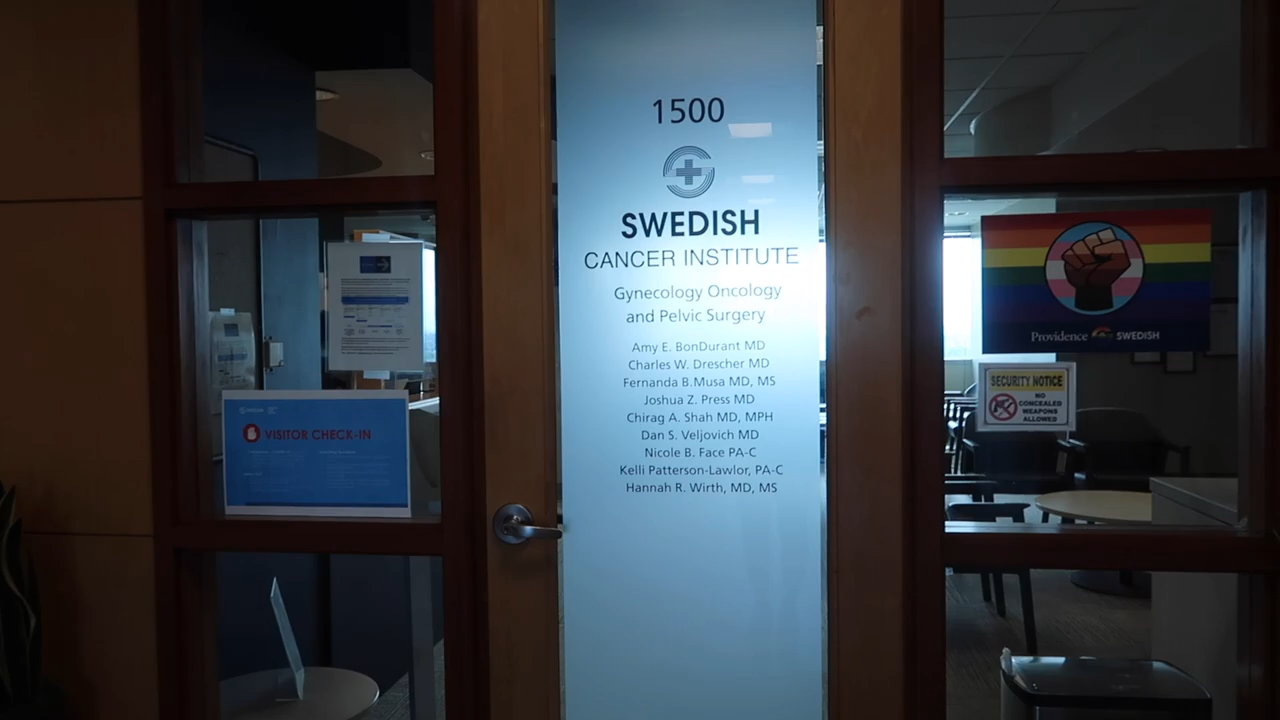 1500
SWEDISH
CANCER INSTITUTE
Gynecology Oncology
and Pelvic Surgery
Amy E. BonDurant MD
Charles W. Drescher MD
Fernanda B.Musa MD, MS
Joshua Z. Press MD
Chirag A. Shah MD, MPH
Dan S. Veljovich MD
Nicole B. Face PA-C
Kelli Patterson-Lawlor, PA-C
Hannah R. Wirth, MD, MS
VISITOR CHECK-IN
Providence SWEDISH
SECURITY NOTICE
NO
CONCEALED
WEAPONS
ALLOWED